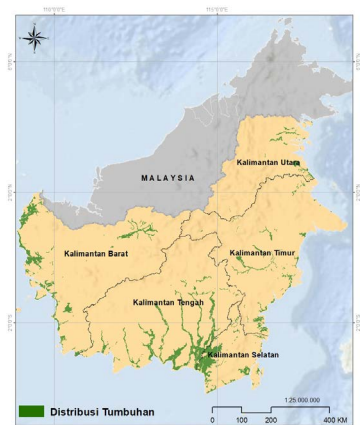 Kalimantan Utara
MALAYSIA
Kalimantan Barat
Kalimantan Timur
Kalimantan Tengah
Kalimantan Selatan
Distribusi Tumbuhan
1:25.000.000
0 100 200 400 KM